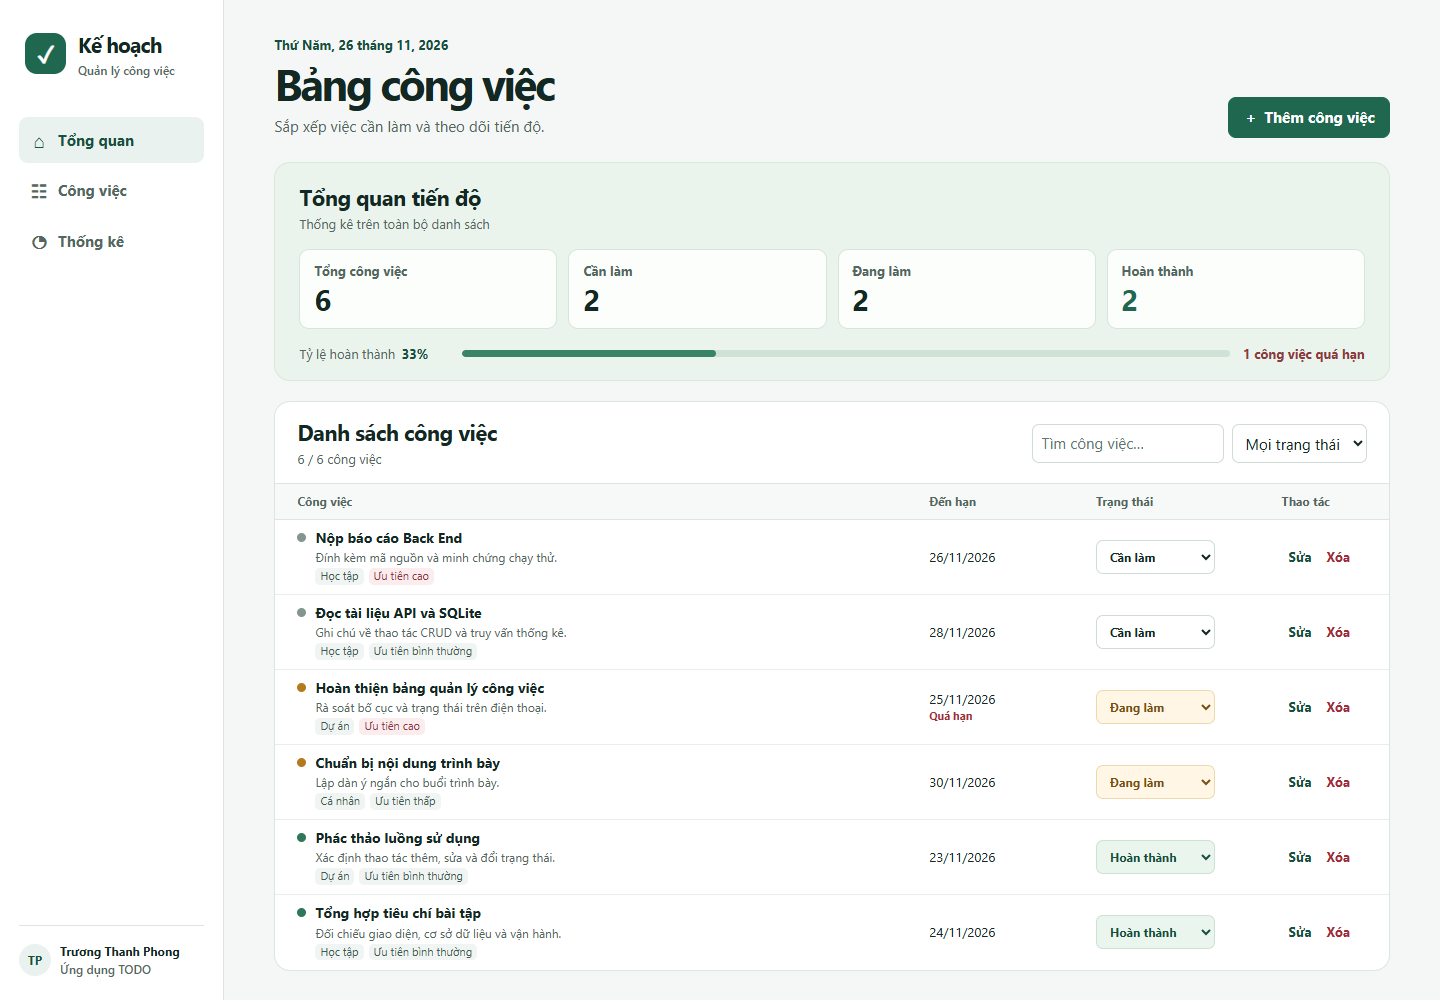 Kế hoạch
Quản lý công việc
Tổng quan
Công việc
Thống kê
Trương Thanh Phong
TP
Ứng dụng TODO
Thứ Năm, 26 tháng 11, 2026
Bảng công việc
Sắp xếp việc cần làm và theo dõi tiến độ.
+ Thêm công việc
Tổng quan tiến độ
Thống kê trên toàn bộ danh sách
Tổng công việc
6
Cần làm
2
Đang làm
2
Hoàn thành
2
Tỷ lệ hoàn thành 33%
1 công việc quá hạn
Danh sách công việc
6 / 6 công việc
Tìm công việc...
Mọi trạng thái
Công việc Đến hạn Trạng thái Thao tác
Nộp báo cáo Back End
Đính kèm mã nguồn và minh chứng chạy thử.
Học tập Ưu tiên cao
26/11/2026
Cần làm
Sửa Xóa
Đọc tài liệu API và SQLite
Ghi chú về thao tác CRUD và truy vấn thống kê.
Học tập Ưu tiên bình thường
28/11/2026
Cần làm
Sửa Xóa
Hoàn thiện bảng quản lý công việc
Rà soát bố cục và trạng thái trên điện thoại.
Dự án Ưu tiên cao
25/11/2026
Quá hạn
Đang làm
Sửa Xóa
Chuẩn bị nội dung trình bày
Lập dàn ý ngắn cho buổi trình bày.
Cá nhân Ưu tiên thấp
30/11/2026
Đang làm
Sửa Xóa
Phác thảo luồng sử dụng
Xác định thao tác thêm, sửa và đổi trạng thái.
Dự án Ưu tiên bình thường
23/11/2026
Hoàn thành
Sửa Xóa
Tổng hợp tiêu chí bài tập
Đối chiếu giao diện, cơ sở dữ liệu và vận hành.
Học tập Ưu tiên bình thường
24/11/2026
Hoàn thành
Sửa Xóa